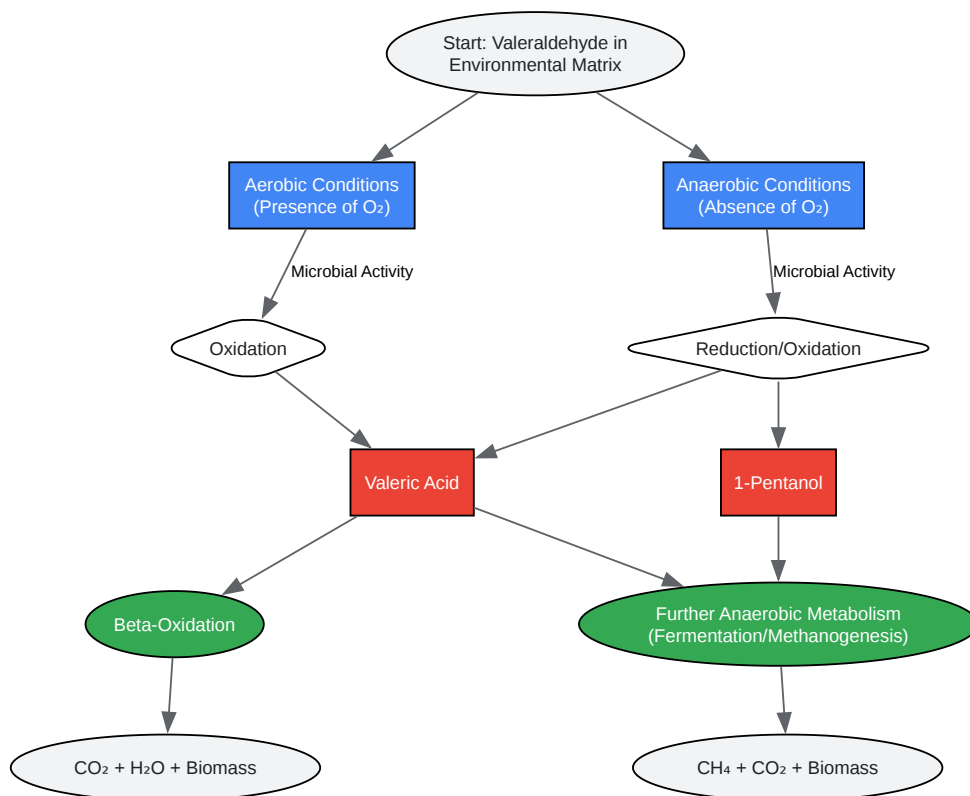 Start: Valeraldehyde in
Environmental Matrix
Aerobic Conditions
(Presence of O₂)
Anaerobic Conditions
(Absence of O₂)
Microbial Activity
Microbial Activity
Oxidation
Reduction/Oxidation
Valeric Acid
1-Pentanol
Beta-Oxidation
Further Anaerobic Metabolism
(Fermentation/Methanogenesis)
CO₂ + H₂O + Biomass
CH₄ + CO₂ + Biomass